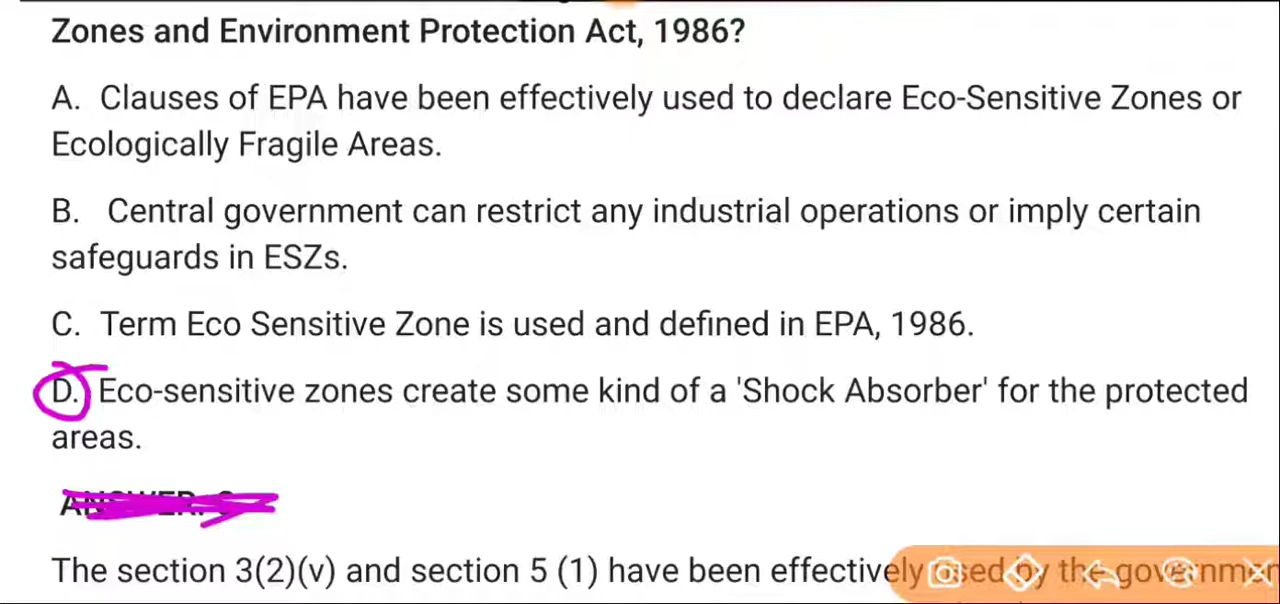 Zones and Environment Protection Act, 1986?
A. Clauses of EPA have been effectively used to declare Eco-Sensitive Zones or
Ecologically Fragile Areas.
B. Central government can restrict any industrial operations or imply certain
safeguards in ESZs.
C. Term Eco Sensitive Zone is used and defined in EPA, 1986.
D. Eco-sensitive zones create some kind of a 'Shock Absorber' for the protected
areas.
The section 3(2)(v) and section 5 (1) have been effectively used by the